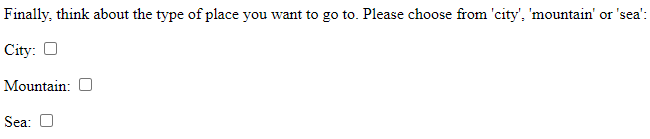 Finally, think about the type of place you want to go to. Please choose from 'city', 'mountain' or 'sea':
City:
Mountain:
Sea: